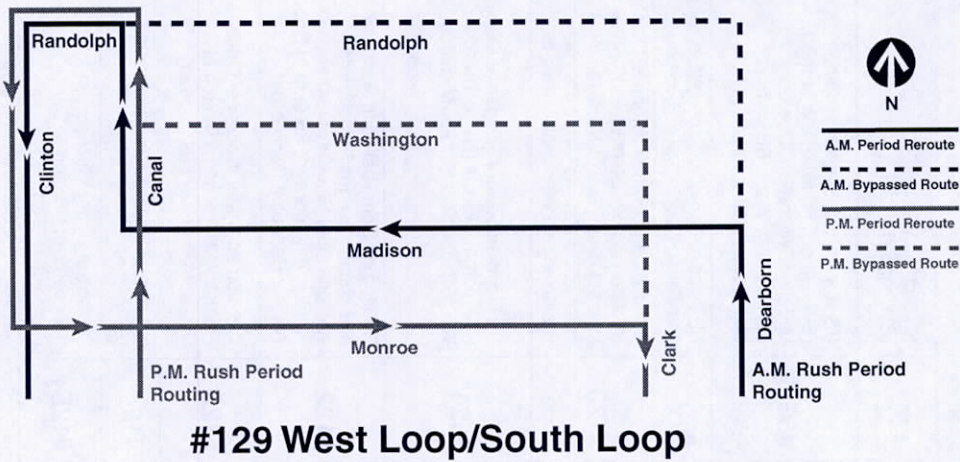 Randolph
Randolph
N
Washington
Clinton
Canal
Madison
Monroe
Clark
Dearborn
A.M. Period Reroute
A.M. Bypassed Route
P.M. Period Reroute
P.M. Bypassed Route
P.M. Rush Period
Routing
A.M. Rush Period
Routing
#129 West Loop/South Loop